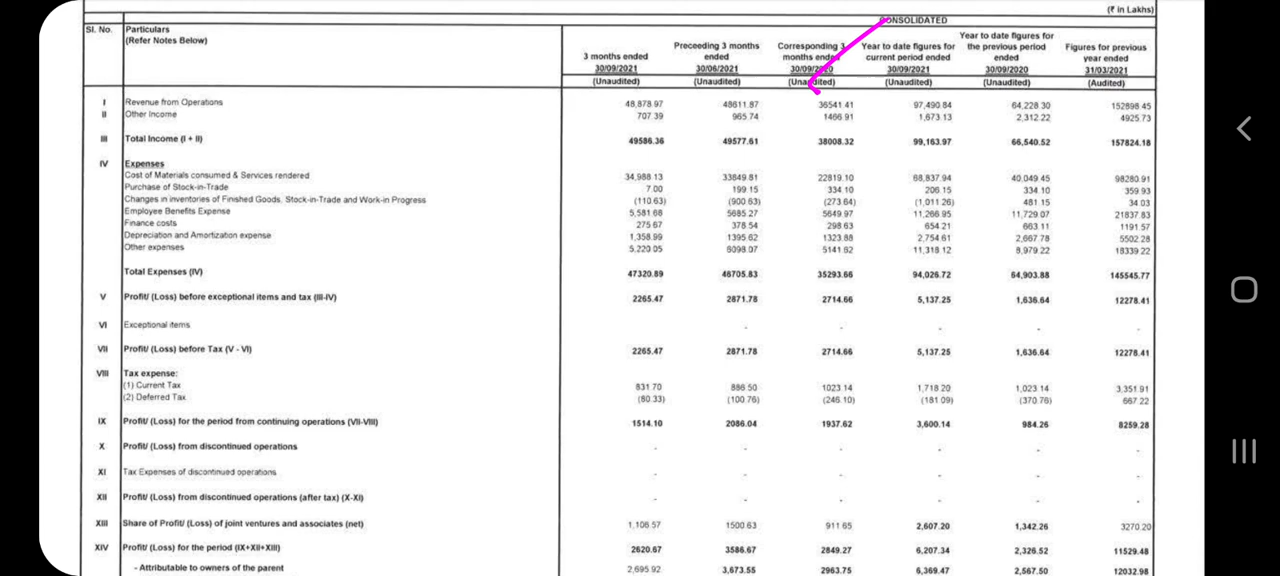 (₹ in Lakhs)
CONSOLIDATED
Sl. No. Particulars (Refer Notes Below) 3 months ended 30/09/2021 (Unaudited) Preceeding 3 months ended 30/06/2021 (Unaudited) Corresponding 3 months ended 30/09/2020 (Unaudited) Year to date figures for current period ended 30/09/2021 (Unaudited) Year to date figures for the previous period ended 30/09/2020 (Unaudited) Figures for previous year ended 31/03/2021 (Audited)
I Revenue from Operations 48,878.97 48611.87 36541.41 97,490.84 64,228.30 152898.45
II Other Income 707.39 965.74 1466.91 1,673.13 2,312.22 4925.73
III Total Income (I + II) 49586.36 49577.61 38008.32 99,163.97 66,540.52 157824.18
IV Expenses
Cost of Materials consumed & Services rendered 34,988.13 33849.81 22819.10 68,837.94 40,049.45 98280.91
Purchase of Stock-in-Trade 7.00 199.15 334.10 206.15 334.10 359.93
Changes in inventories of Finished Goods, Stock-in-Trade and Work-in Progress (110.63) (900.63) (273.64) (1,011.26) 481.15 34.03
Employee Benefits Expense 5,581.68 5685.27 5649.97 11,266.95 11,729.07 21837.83
Finance costs 275.67 378.54 298.63 654.21 663.11 1191.57
Depreciation and Amortization expense 1,358.99 1395.62 1323.88 2,754.61 2,667.78 5502.28
Other expenses 5,220.05 6098.07 5141.62 11,318.12 8,979.22 18339.22
Total Expenses (IV) 47320.89 46705.83 35293.66 94,026.72 64,903.88 145545.77
V Profit/ (Loss) before exceptional items and tax (III-IV) 2265.47 2871.78 2714.66 5,137.25 1,636.64 12278.41
VI Exceptional items - - - - -
VII Profit/ (Loss) before Tax (V - VI) 2265.47 2871.78 2714.66 5,137.25 1,636.64 12278.41
VIII Tax expense:
(1) Current Tax 831.70 886.50 1023.14 1,718.20 1,023.14 3,351.91
(2) Deferred Tax (80.33) (100.76) (246.10) (181.09) (370.76) 667.22
IX Profit/ (Loss) for the period from continuing operations (VII-VIII) 1514.10 2086.04 1937.62 3,600.14 984.26 8259.28
X Profit/ (Loss) from discontinued operations - - - - - -
XI Tax Expenses of discontinued operations - - - - - -
XII Profit/ (Loss) from discontinued operations (after tax) (X-XI) - - - - - -
XIII Share of Profit/ (Loss) of joint ventures and associates (net) 1,106.57 1500.63 911.65 2,607.20 1,342.26 3270.20
XIV Profit/ (Loss) for the period (IX+XII+XIII) 2620.67 3586.67 2849.27 6,207.34 2,326.52 11529.48
- Attributable to owners of the parent 2,695.92 3,673.55 2963.75 6,369.47 2,567.50 12032.98